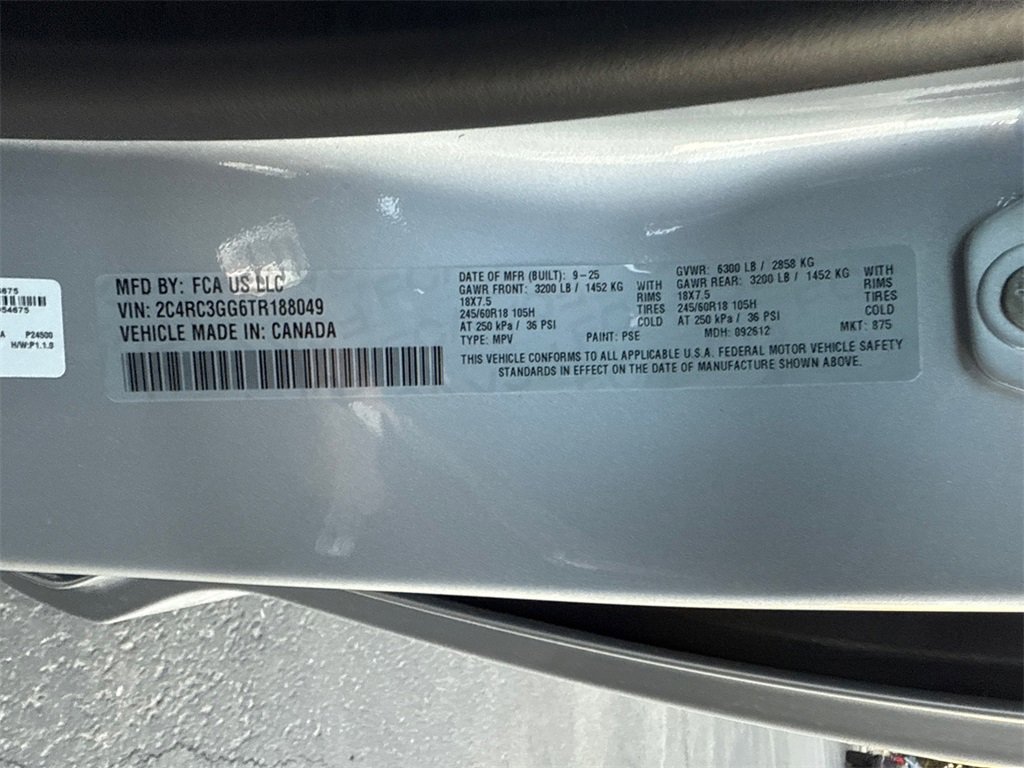 4675
54675
A P24500
H/W:P1.1.0
MFD BY: FCA US LLC
VIN: 2C4RC3GG6TR188049
VEHICLE MADE IN: CANADA
DATE OF MFR (BUILT): 9-25
GAWR FRONT: 3200 LB / 1452 KG WITH
18X7.5 RIMS
245/60R18 105H TIRES
AT 250 kPa / 36 PSI COLD
TYPE: MPV PAINT: PSE
GVWR: 6300 LB / 2858 KG
GAWR REAR: 3200 LB / 1452 KG WITH
18X7.5 RIMS
245/60R18 105H TIRES
AT 250 kPa / 36 PSI COLD
MDH: 092612 MKT: 875
THIS VEHICLE CONFORMS TO ALL APPLICABLE U.S.A. FEDERAL MOTOR VEHICLE SAFETY
STANDARDS IN EFFECT ON THE DATE OF MANUFACTURE SHOWN ABOVE.